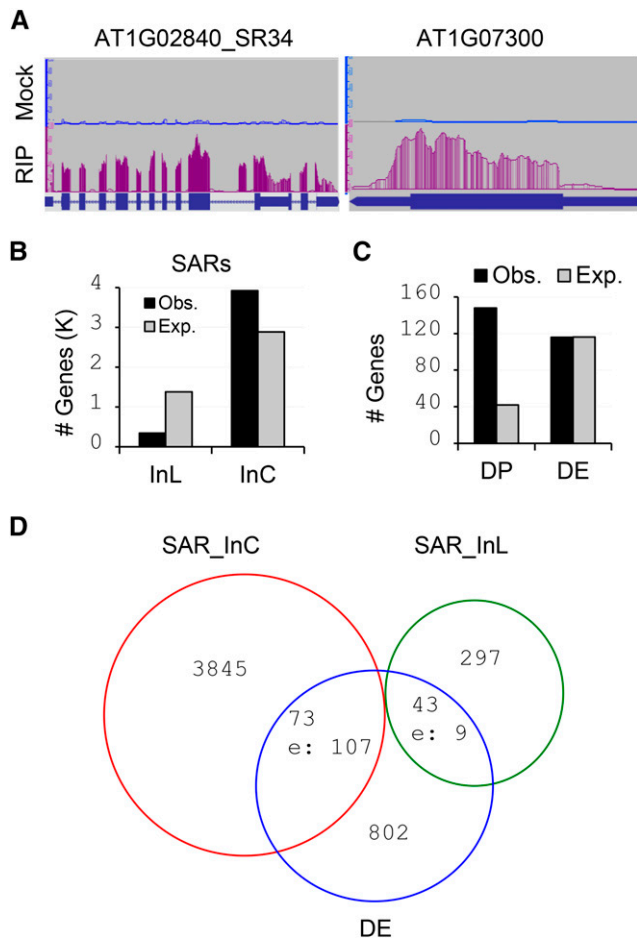 A
AT1G02840_SR34
AT1G07300
Mock
RIP
B
SARs
Obs.
Exp.
# Genes (K)
4
3
2
1
0
InL
InC
C
Obs.
Exp.
# Genes
160
120
80
40
0
DP
DE
D
SAR_InC
SAR_InL
3845
297
73
e: 107
43
e: 9
802
DE